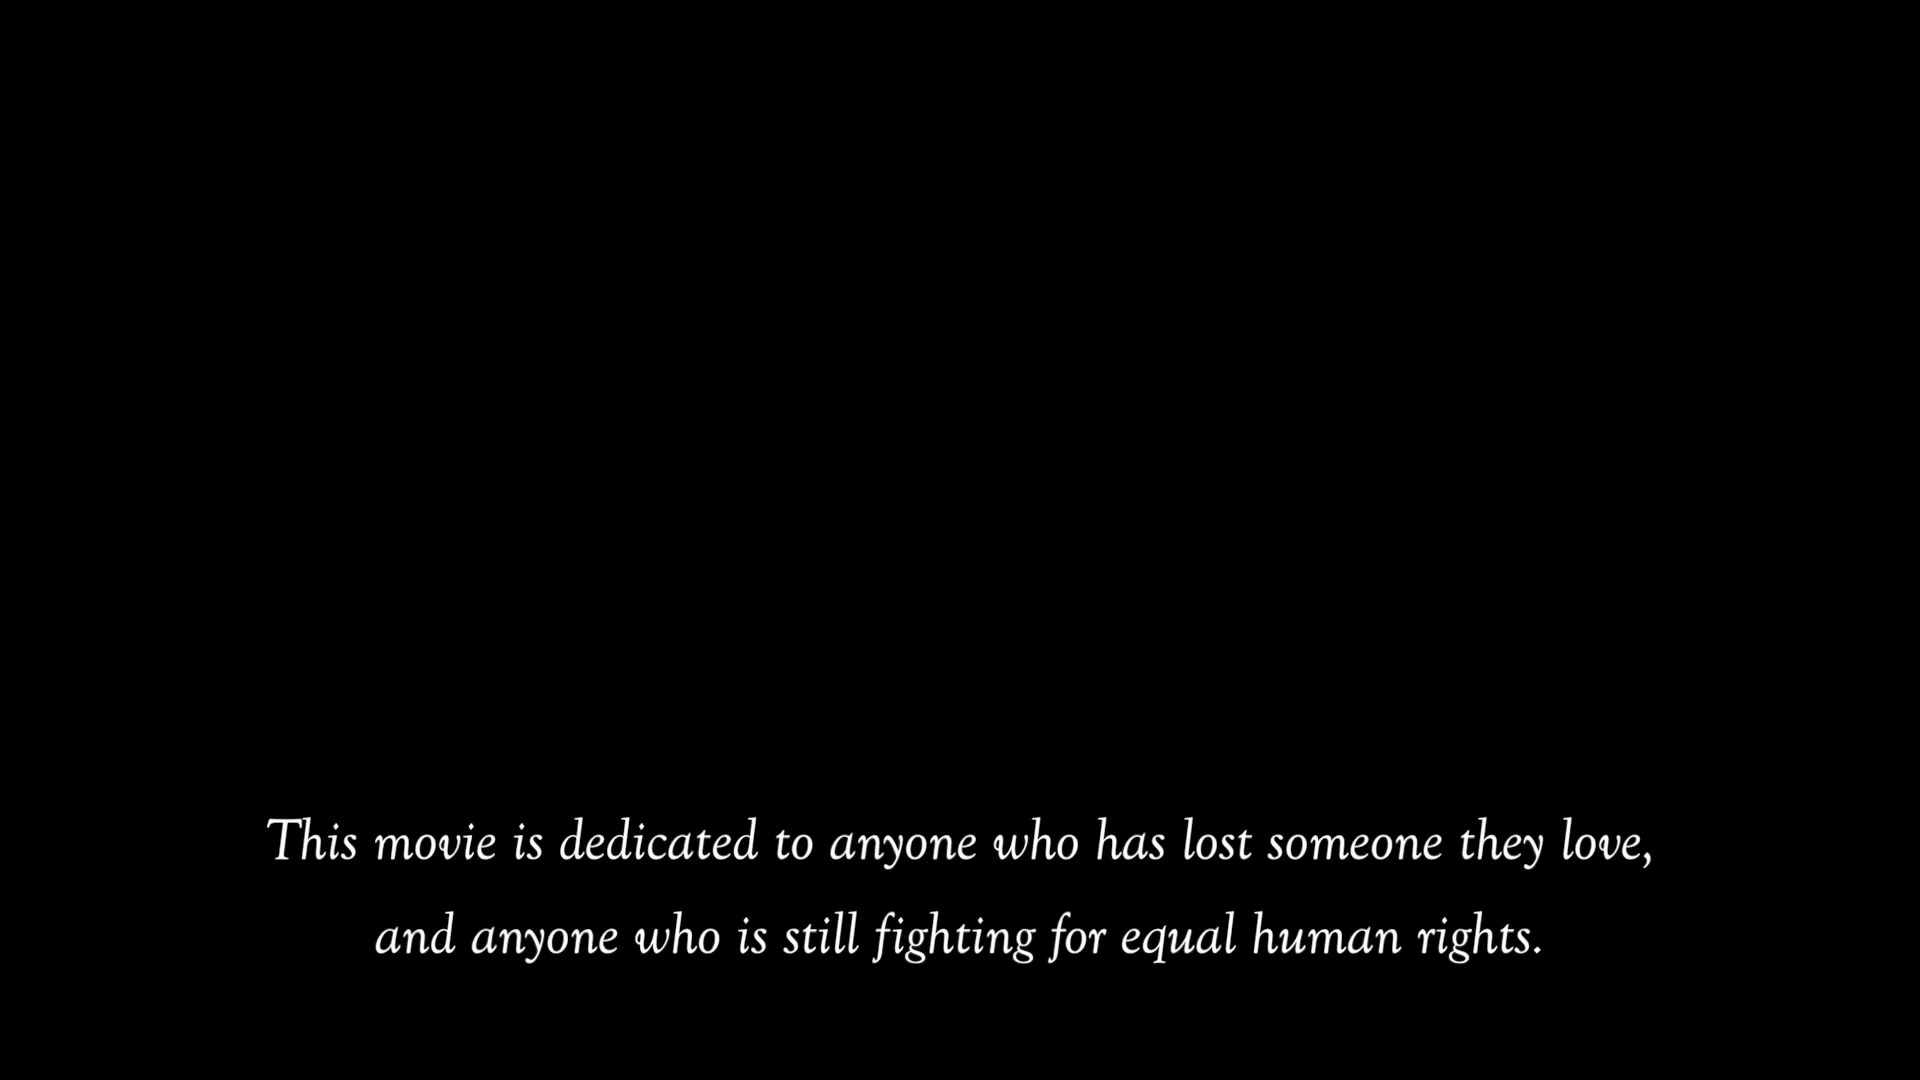 This movie is dedicated to anyone who has lost someone they love,
and anyone who is still fighting for equal human rights.